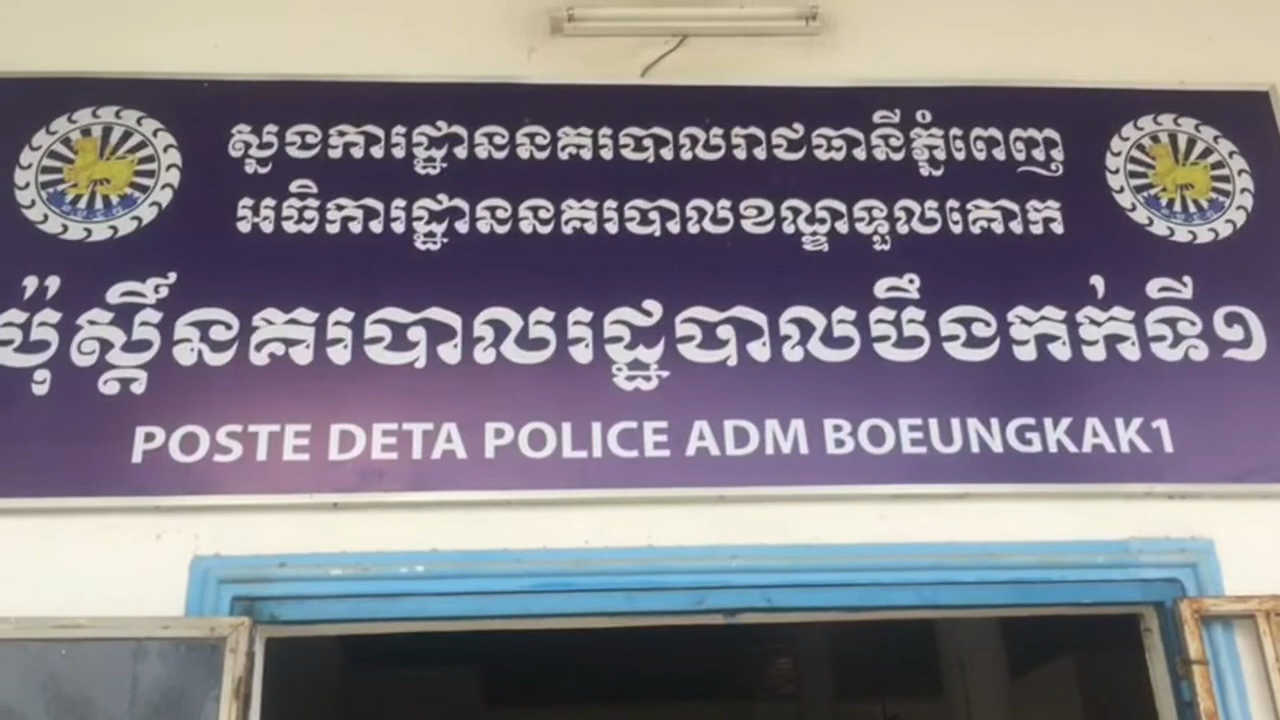 ស្នងការដ្ឋាននគរបាលរាជធានីភ្នំពេញ
អធិការដ្ឋាននគរបាលខណ្ឌទួលគោក
ប៉ុស្តិ៍នគរបាលរដ្ឋបាលបឹងកក់ទី១
POSTE DETA POLICE ADM BOEUNGKAK1